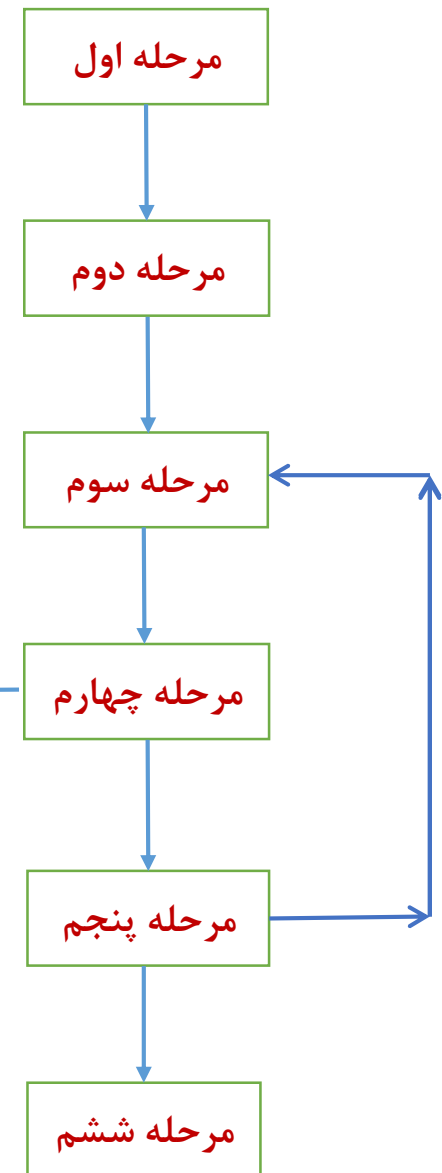 مرحله اول
مرحله دوم
مرحله سوم
مرحله چهارم
مرحله پنجم
مرحله ششم